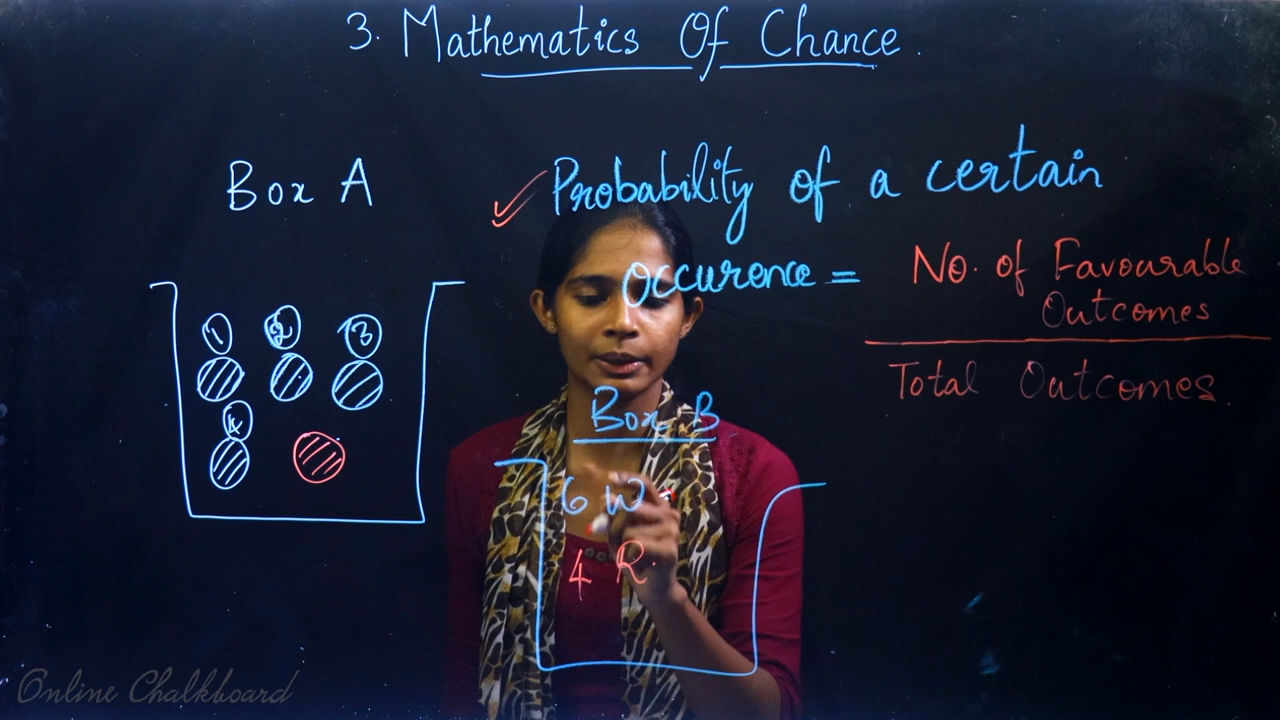 3. Mathematics Of Chance.
Box A
Probability of a certain
occurence =
No. of Favourable
Outcomes
Total Outcomes.
1 2 3
4
Box B
6 W
4 R.
Online Chalkboard